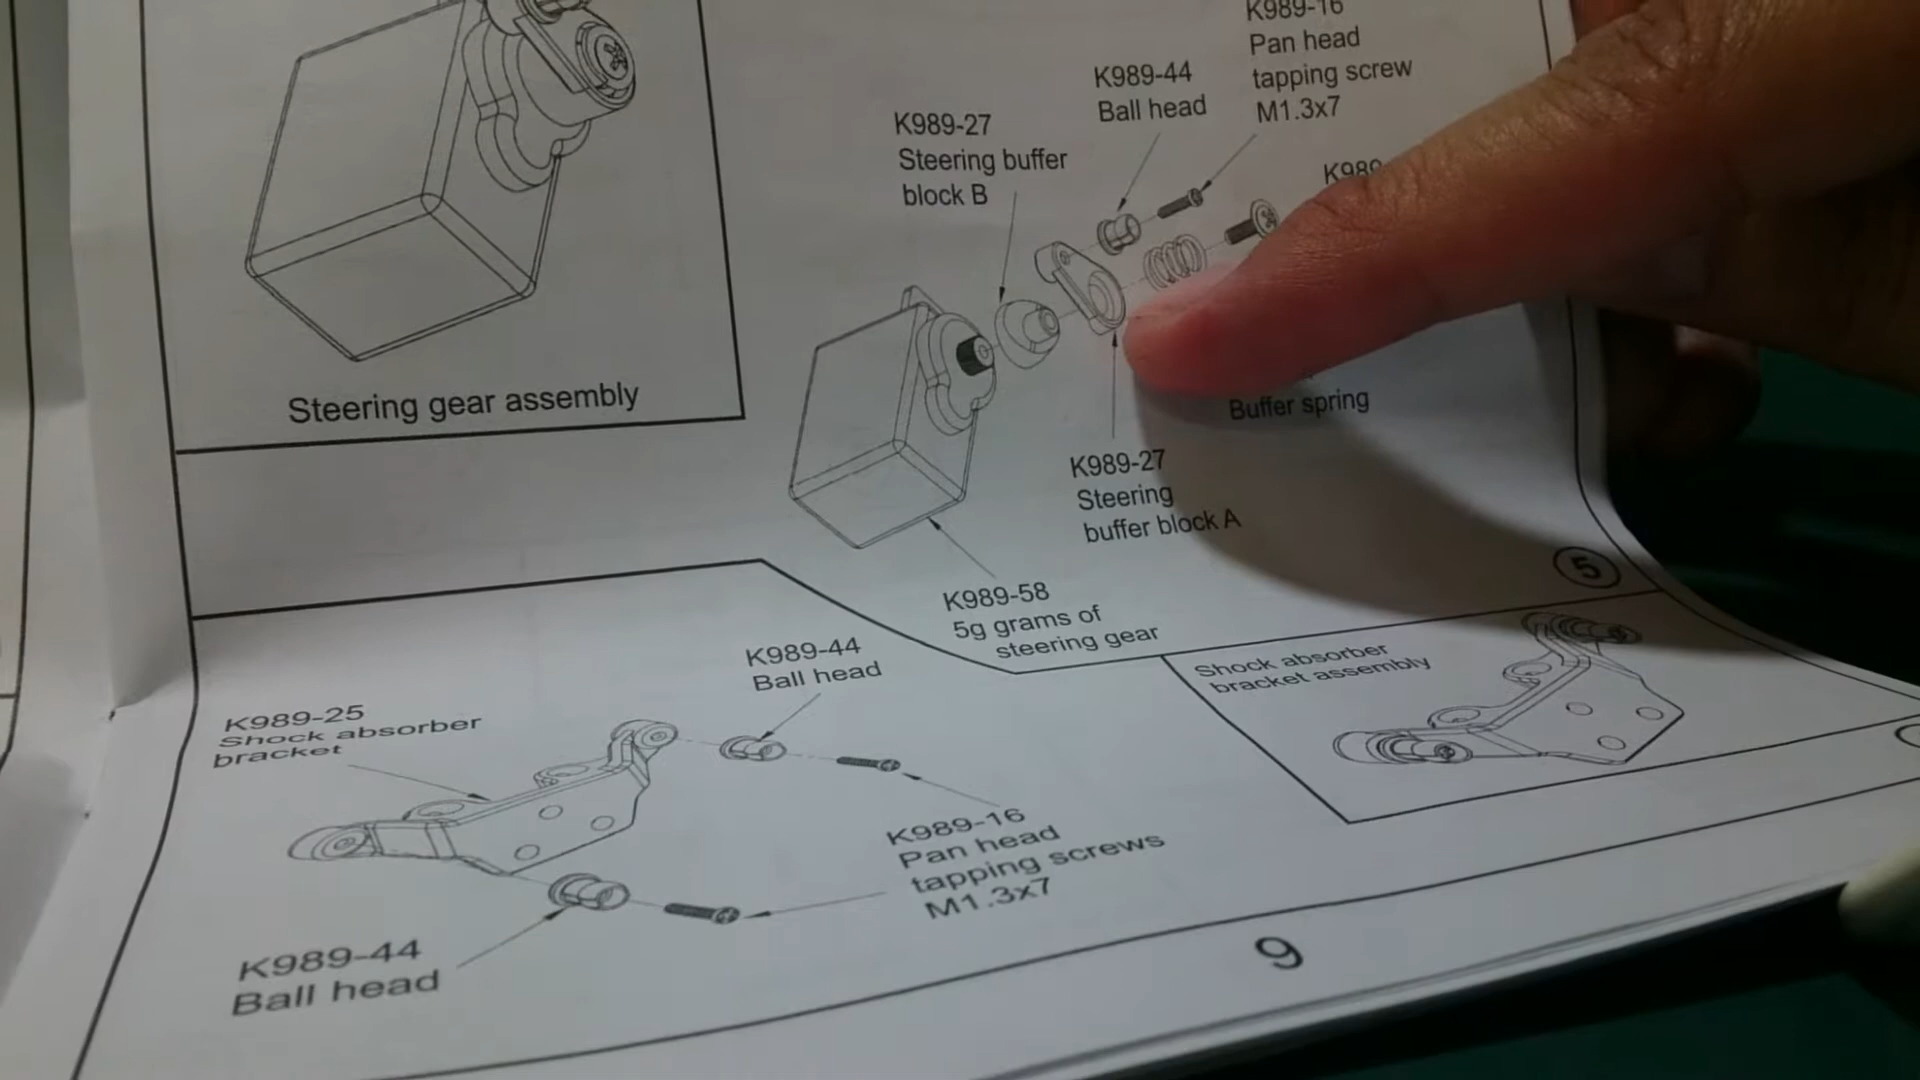 K989-16
Pan head
tapping screw
M1.3x7
K989-44
Ball head
K989-27
Steering buffer
block B
Steering gear assembly
Buffer spring
K989-27
Steering
buffer block A
5
K989-58
5g grams of
steering gear
K989-44
Ball head
Shock absorber
bracket assembly
K989-25
Shock absorber
bracket
K989-16
Pan head
tapping screws
M1.3x7
K989-44
Ball head
9